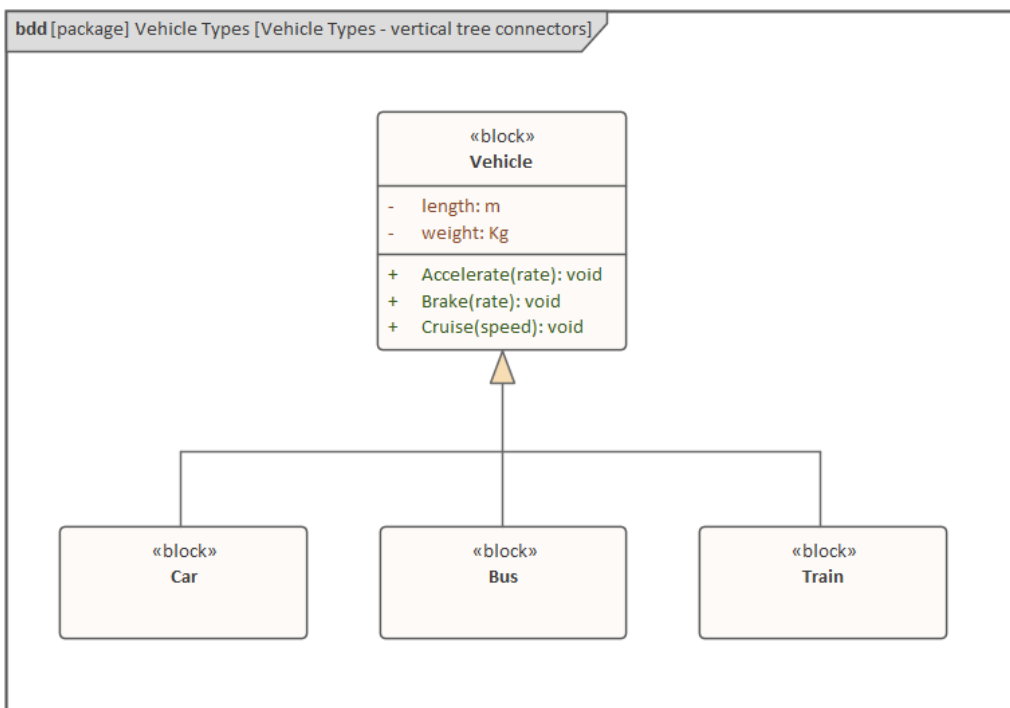 bdd [package] Vehicle Types [Vehicle Types - vertical tree connectors]
«block»
Vehicle
- length: m
- weight: Kg
+ Accelerate(rate): void
+ Brake(rate): void
+ Cruise(speed): void
«block»
Car
«block»
Bus
«block»
Train